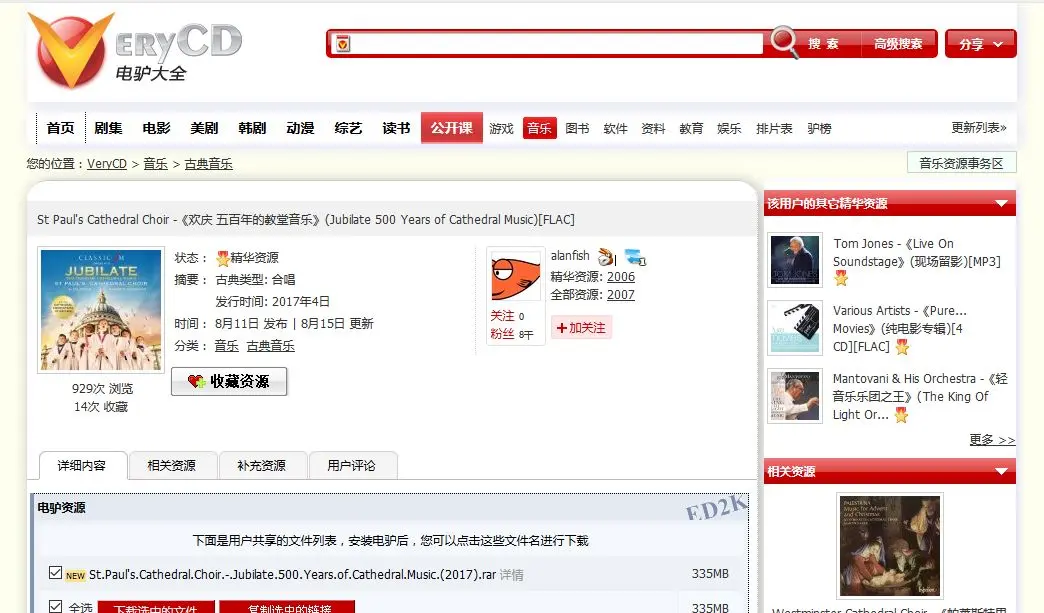 VeryCD
电驴大全
搜 索
高级搜索
分享
首页 剧集 电影 美剧 韩剧 动漫 综艺 读书 公开课 游戏 音乐 图书 软件 资料 教育 娱乐 排片表 驴榜 更新列表»
您的位置：VeryCD > 音乐 > 古典音乐
音乐资源事务区
St Paul's Cathedral Choir -《欢庆 五百年的教堂音乐》(Jubilate 500 Years of Cathedral Music)[FLAC]
CLASSIC FM
JUBILATE
ST PAUL'S CATHEDRAL CHOIR
929次 浏览
14次 收藏
状态： 精华资源
摘要： 古典类型: 合唱
发行时间: 2017年4日
时间： 8月11日 发布 | 8月15日 更新
分类： 音乐 古典音乐
收藏资源
alanfish
精华资源: 2006
全部资源: 2007
关注 0
粉丝 8千
+加关注
详细内容 相关资源 补充资源 用户评论
电驴资源
ED2K
下面是用户共享的文件列表，安装电驴后，您可以点击这些文件名进行下载
NEW St.Paul's.Cathedral.Choir.-.Jubilate.500.Years.of.Cathedral.Music.(2017).rar 详情 335MB
全选 下载选中的文件 复制选中的链接 335MB
该用户的其它精华资源
TOM JONES
Tom Jones -《Live On
Soundstage》(现场留影)[MP3]
Various Artists -《Pure...
Movies》(纯电影专辑)[4
CD][FLAC]
MANTOVANI
Mantovani & His Orchestra -《轻
音乐乐团之王》(The King Of
Light Or...
更多 >>
相关资源
PALESTRINA
Music for Advent
and Christmas
hyperion
Westminster Cathedral Choir -《帕莱斯特里